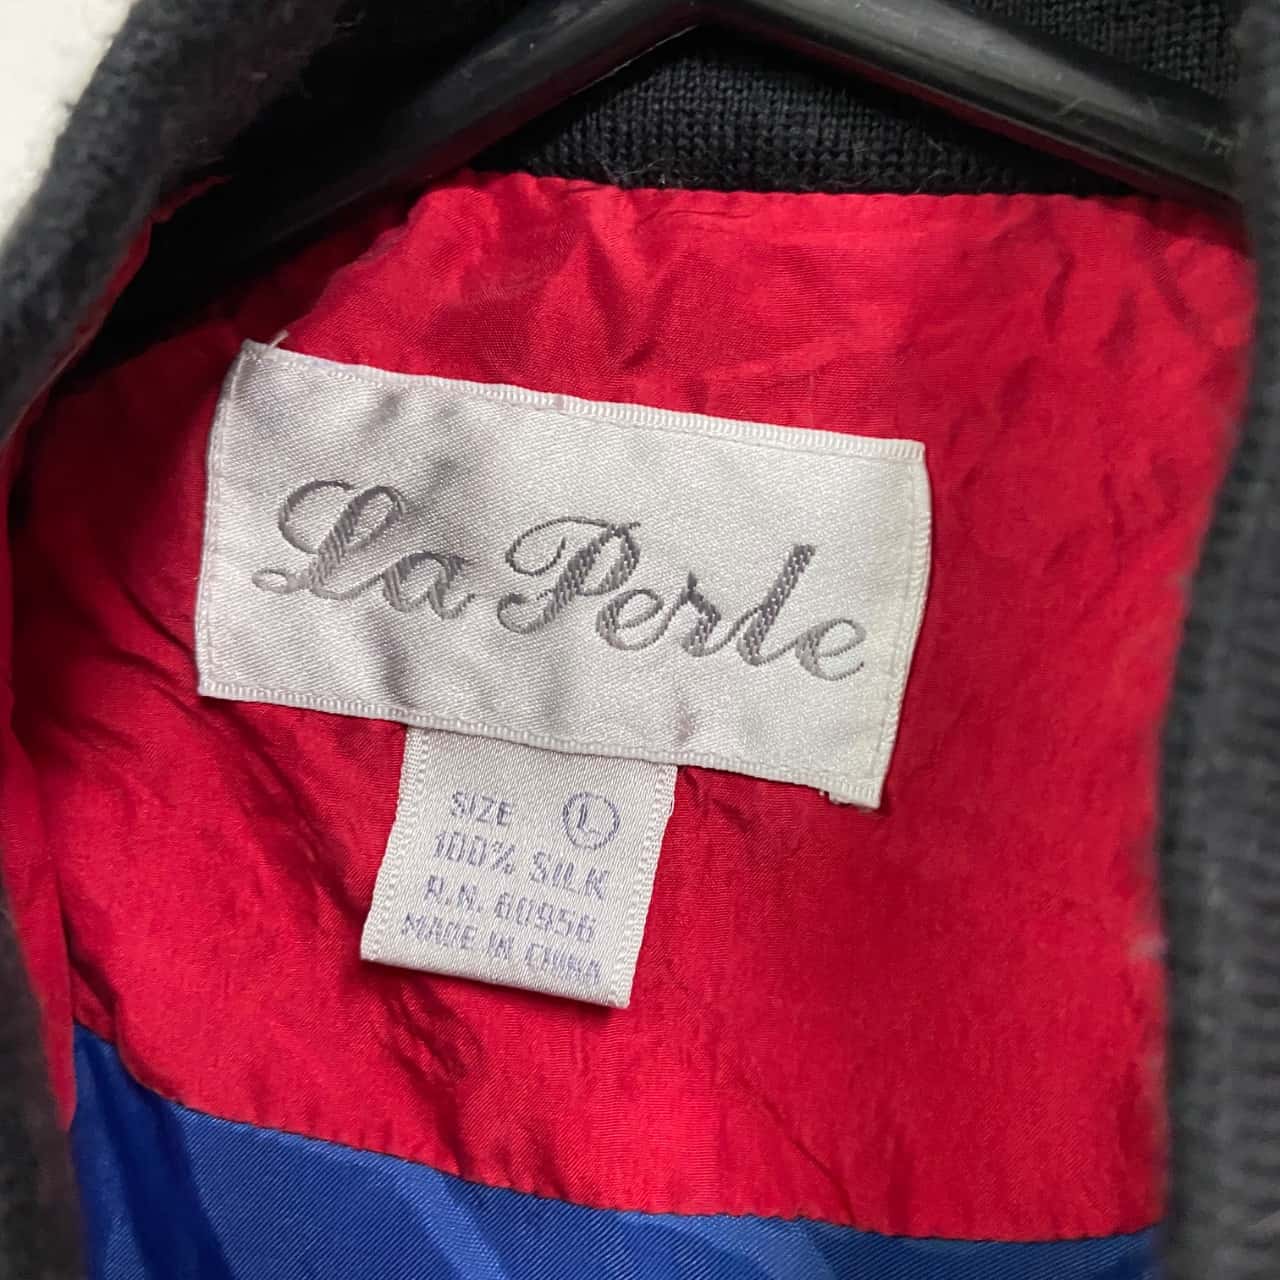 La Perle
SIZE L
100% SILK
R.N. 60956
MADE IN CHINA